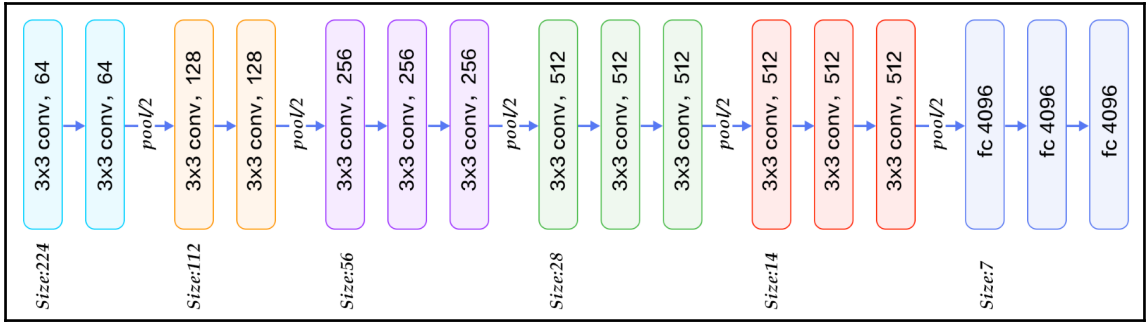 3x3 conv, 64
3x3 conv, 64
pool/2
3x3 conv, 128
3x3 conv, 128
pool/2
3x3 conv, 256
3x3 conv, 256
3x3 conv, 256
pool/2
3x3 conv, 512
3x3 conv, 512
3x3 conv, 512
pool/2
3x3 conv, 512
3x3 conv, 512
3x3 conv, 512
pool/2
fc 4096
fc 4096
fc 4096
Size:224
Size:112
Size:56
Size:28
Size:14
Size:7